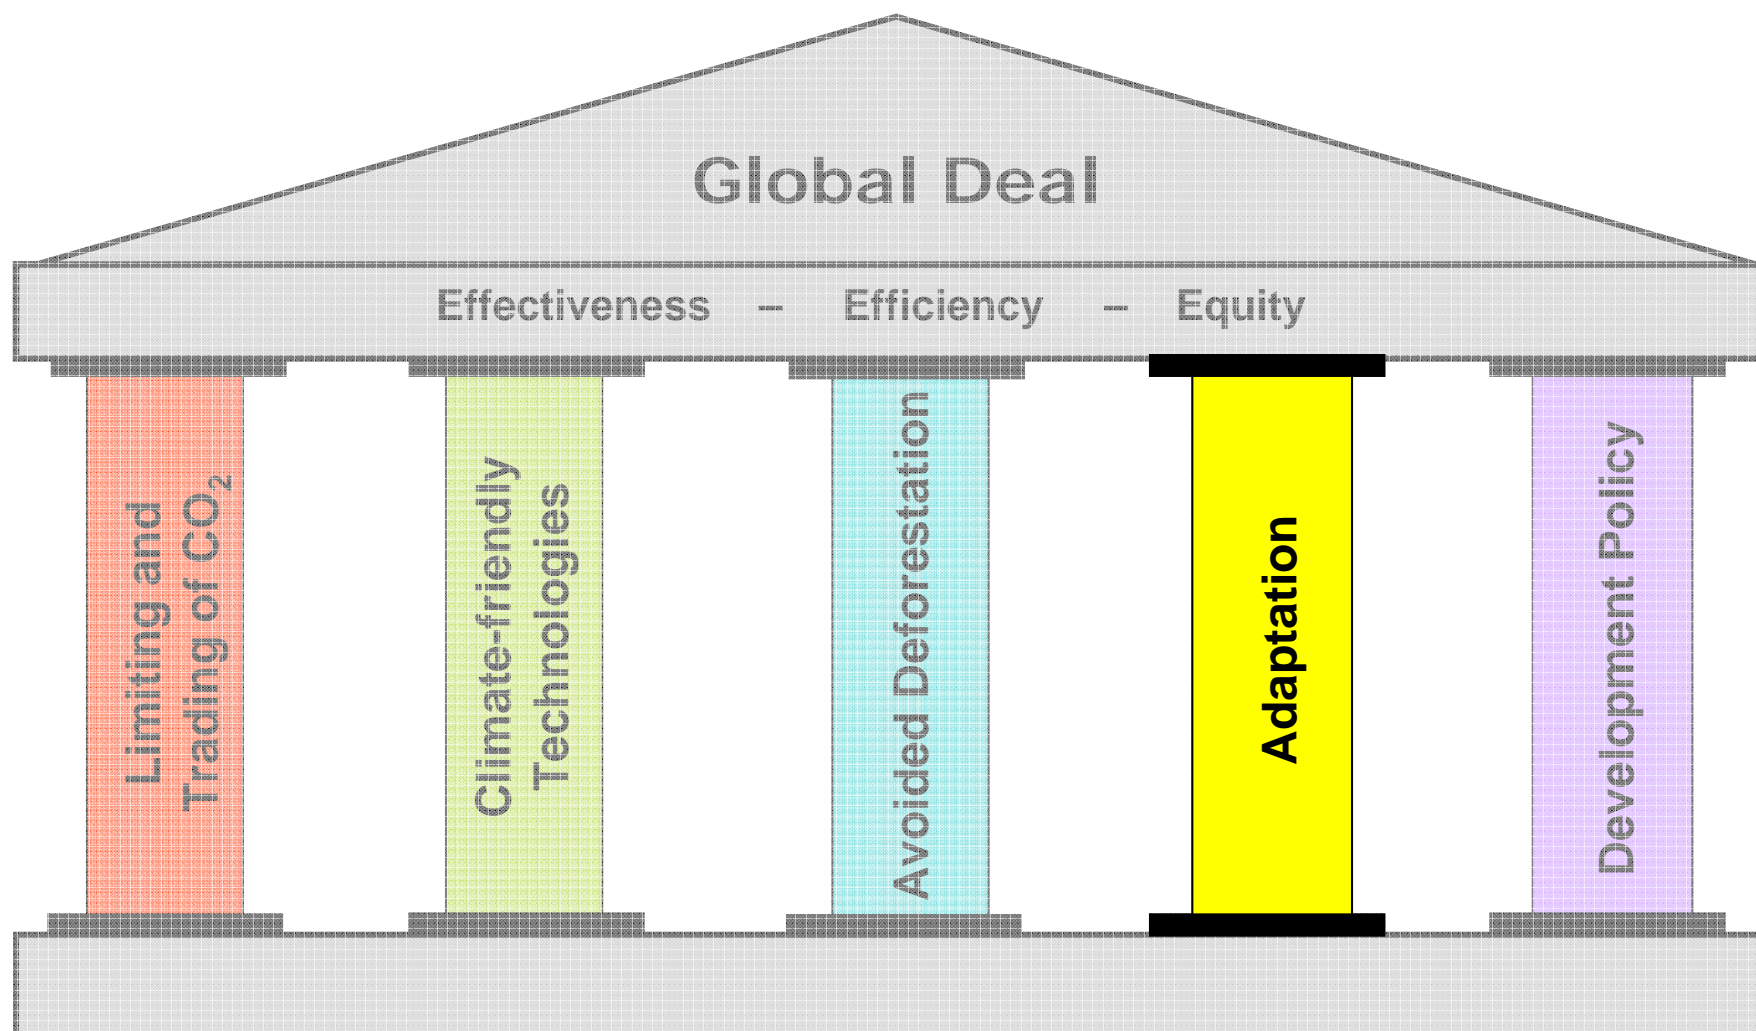 Global Deal
Effectiveness – Efficiency – Equity
Limiting and
Trading of CO₂
Climate-friendly
Technologies
Avoided Deforestation
Adaptation
Development Policy